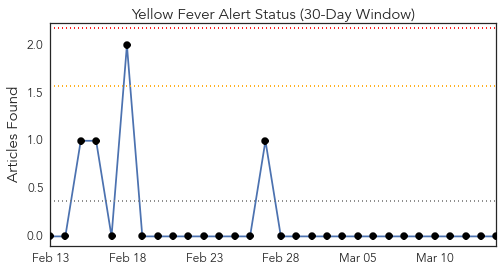 Yellow Fever Alert Status (30-Day Window)
Articles Found
2.0
1.5
1.0
0.5
0.0
Feb 13 Feb 18 Feb 23 Feb 28 Mar 05 Mar 10